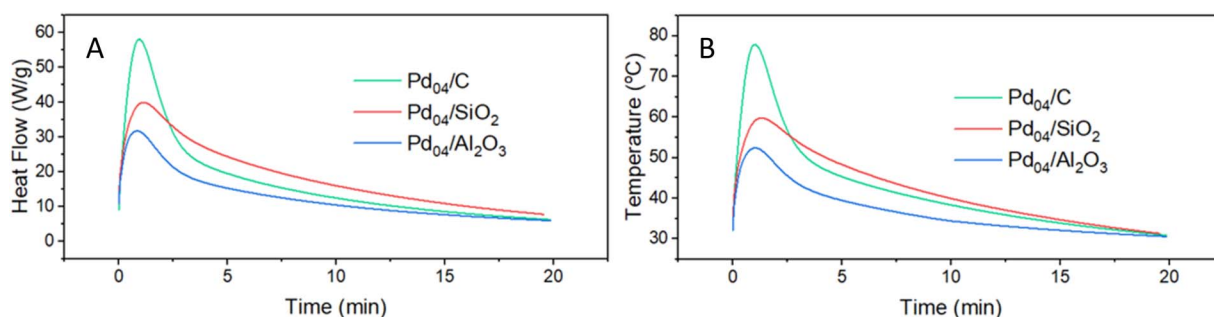 A
Heat Flow (W/g)
60
50
40
30
20
10
0
Pd₀₄/C
Pd₀₄/SiO₂
Pd₀₄/Al₂O₃
0 5 10 15 20
Time (min)
B
Temperature (ºC)
80
70
60
50
40
30
Pd₀₄/C
Pd₀₄/SiO₂
Pd₀₄/Al₂O₃
0 5 10 15 20
Time (min)